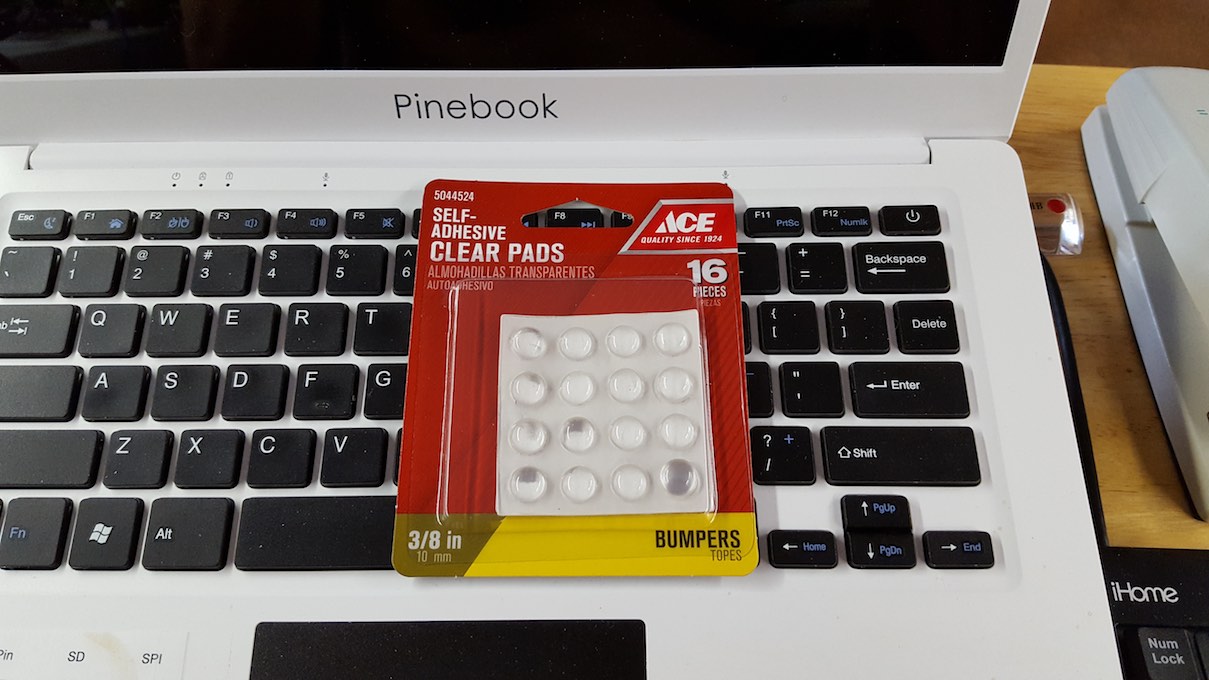 Pinebook
Esc
F1
F2
F3
F4
F5
F8
F11 PrtSc
F12 Numlk
5044524
SELF-
ADHESIVE
CLEAR PADS
ALMOHADILLAS TRANSPARENTES
AUTOADHESIVO
ACE
QUALITY SINCE 1924
16
PIECES
PIEZAS
~ `
! 1
@ 2
# 3
$ 4
% 5
^ 6
+ =
Backspace
Q W E R T
{ [
} ]
Delete
A S D F G
" '
Enter
Z X C V
? + /
Shift
Fn
Alt
3/8 in
10 mm
BUMPERS
TOPES
PgUp
Home
PgDn
End
SD
SPI
iHome
Num
Lock